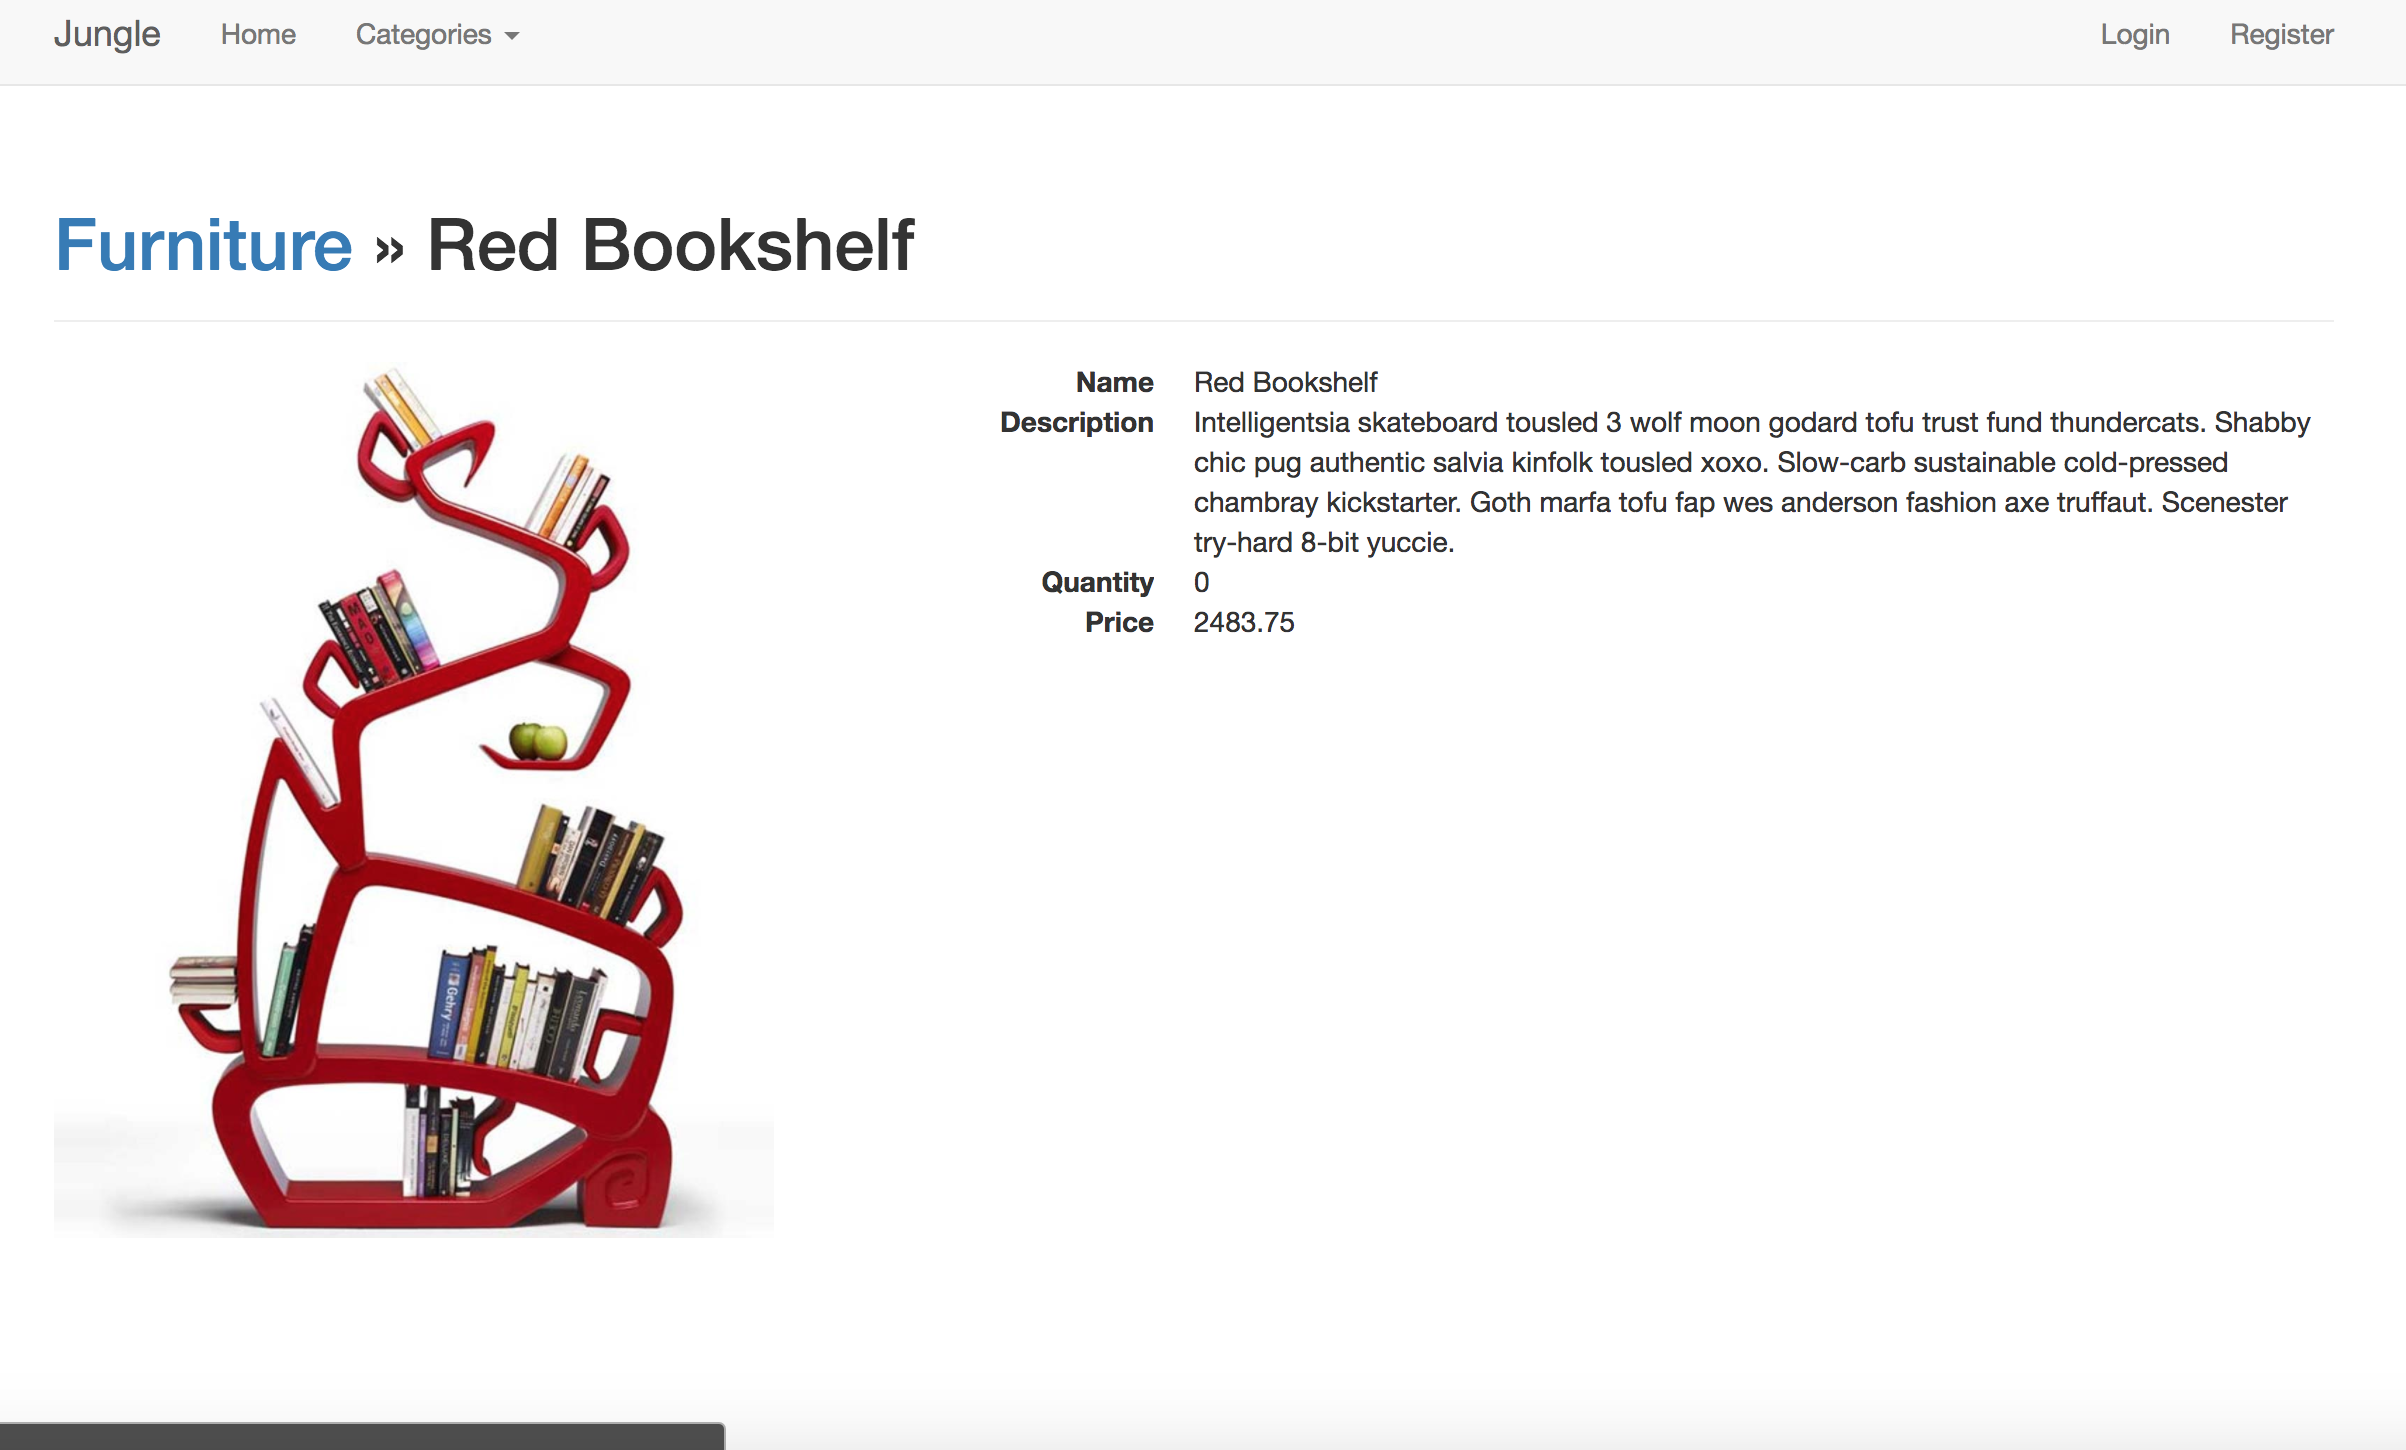 Jungle Home Categories Login Register
Furniture » Red Bookshelf
Name Red Bookshelf
Description Intelligentsia skateboard tousled 3 wolf moon godard tofu trust fund thundercats. Shabby
chic pug authentic salvia kinfolk tousled xoxo. Slow-carb sustainable cold-pressed
chambray kickstarter. Goth marfa tofu fap wes anderson fashion axe truffaut. Scenester
try-hard 8-bit yuccie.
Quantity 0
Price 2483.75
MAD
Gehry